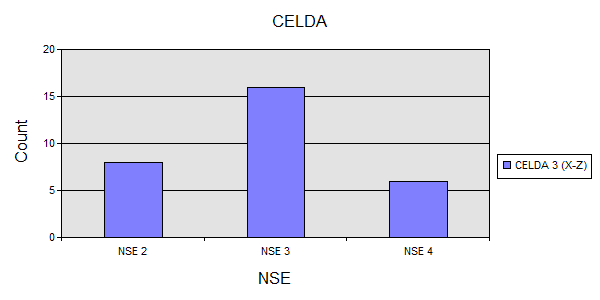 CELDA
20
15
10
5
0
Count
NSE 2
NSE 3
NSE 4
NSE
CELDA 3 (X-Z)